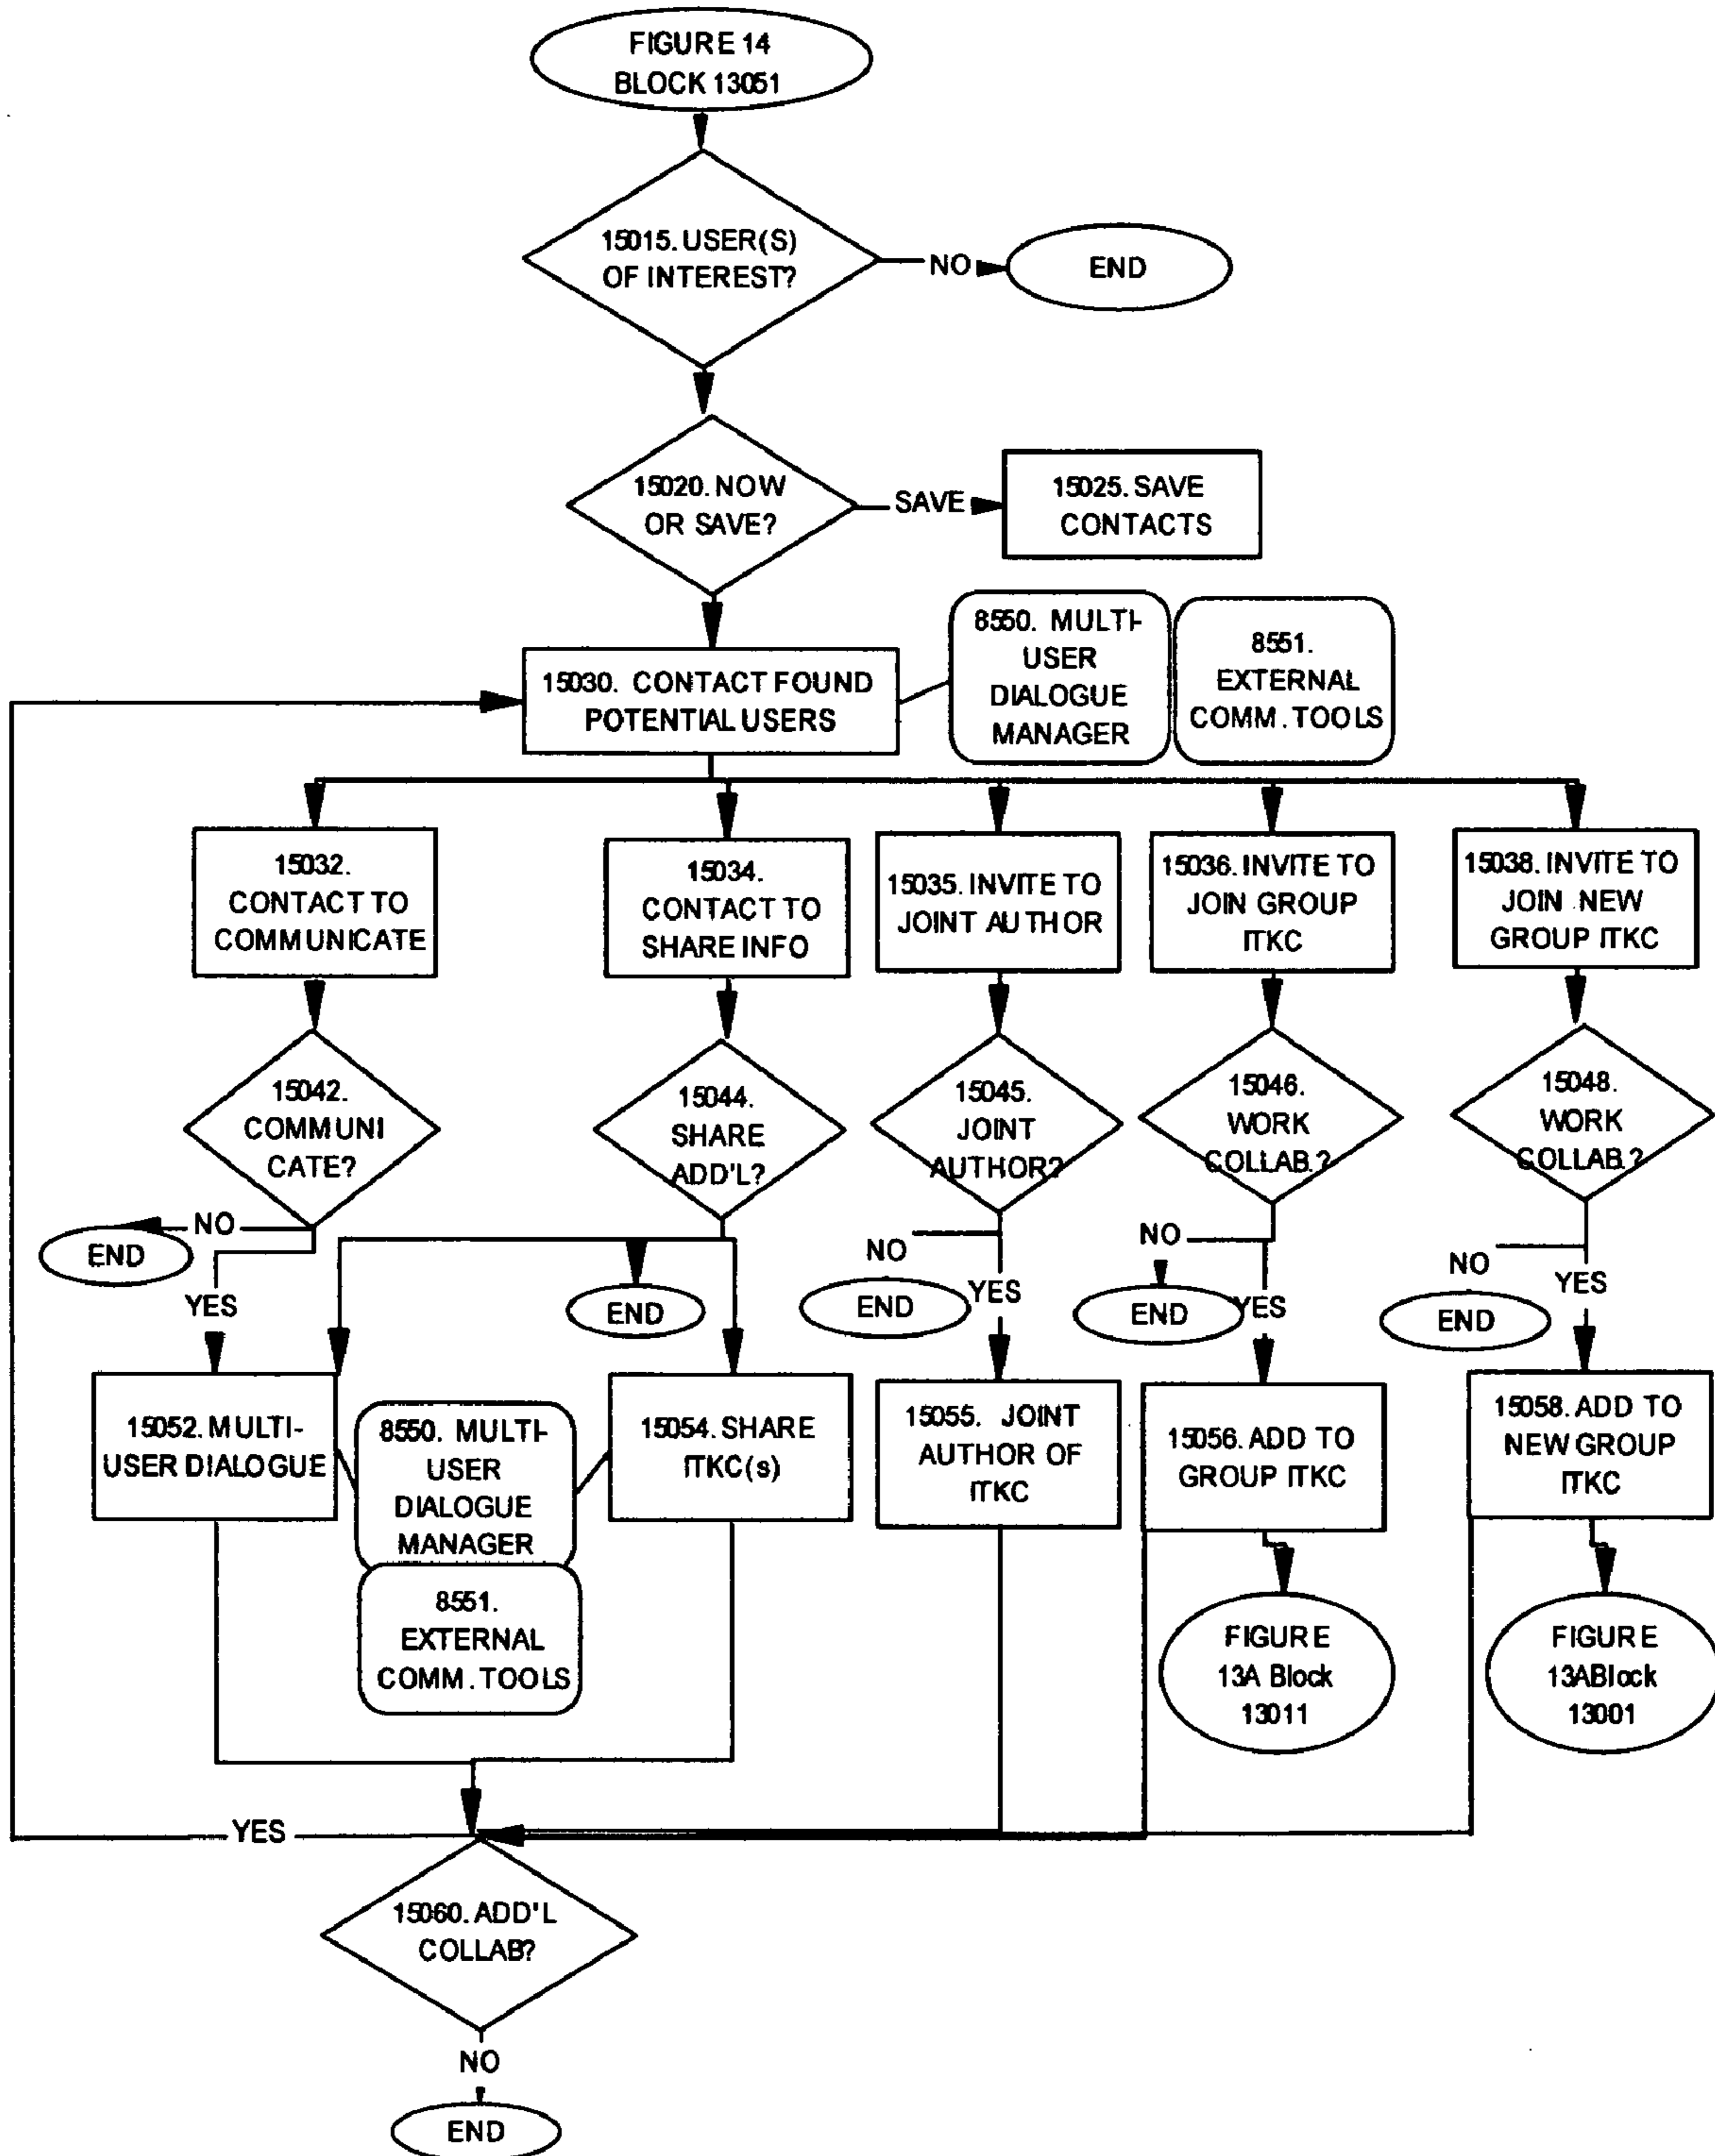 FIGURE 14
BLOCK 13051
15015. USER(S)
OF INTEREST?
NO
END
15020. NOW
OR SAVE?
SAVE
15025. SAVE
CONTACTS
15030. CONTACT FOUND
POTENTIAL USERS
8550. MULTI-
USER
DIALOGUE
MANAGER
8551.
EXTERNAL
COMM. TOOLS
15032.
CONTACT TO
COMMUNICATE
15034.
CONTACT TO
SHARE INFO
15035. INVITE TO
JOINT AUTHOR
15036. INVITE TO
JOIN GROUP
ITKC
15038. INVITE TO
JOIN NEW
GROUP ITKC
15042.
COMMUNI
CATE?
15044.
SHARE
ADD'L?
15045.
JOINT
AUTHOR?
15046.
WORK
COLLAB.?
15048.
WORK
COLLAB.?
NO
END
YES
END
NO
END
YES
NO
END
YES
NO
END
YES
15052. MULTI-
USER DIALOGUE
8550. MULTI-
USER
DIALOGUE
MANAGER
8551.
EXTERNAL
COMM. TOOLS
15054. SHARE
ITKC(s)
15055. JOINT
AUTHOR OF
ITKC
15056. ADD TO
GROUP ITKC
15058. ADD TO
NEW GROUP
ITKC
FIGURE
13A Block
13011
FIGURE
13ABlock
13001
YES
15060. ADD'L
COLLAB?
NO
END